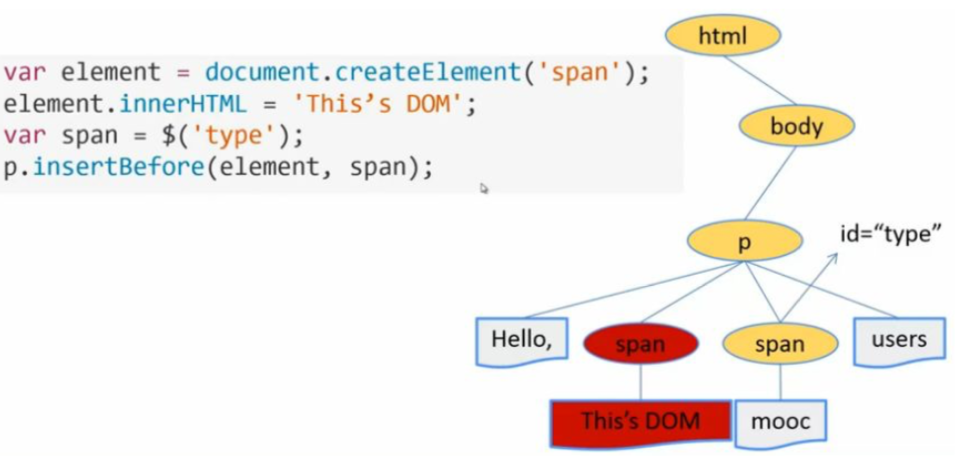 var element = document.createElement('span');
element.innerHTML = 'This’s DOM';
var span = $('type');
p.insertBefore(element, span);
html
body
p
id=“type”
Hello,
span
span
users
This's DOM
mooc